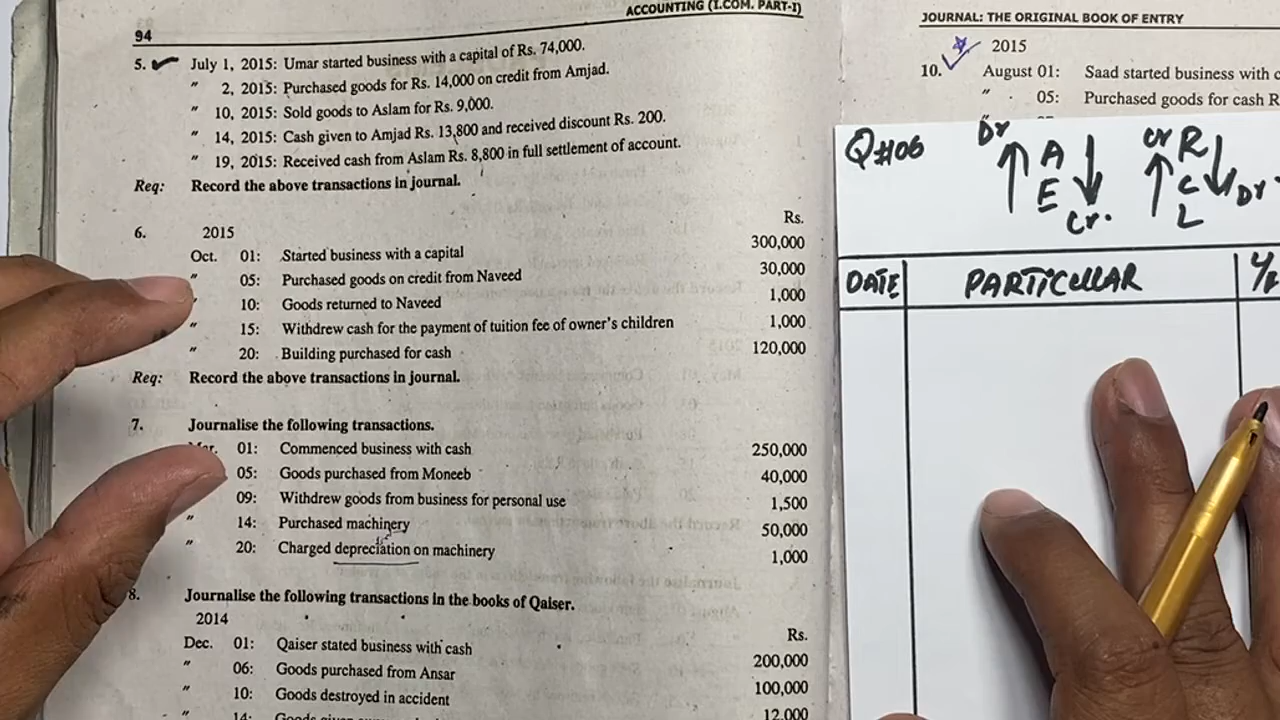 94
ACCOUNTING (I.COM. PART-I)
5. July 1, 2015: Umar started business with a capital of Rs. 74,000.
" 2, 2015: Purchased goods for Rs. 14,000 on credit from Amjad.
" 10, 2015: Sold goods to Aslam for Rs. 9,000.
" 14, 2015: Cash given to Amjad Rs. 13,800 and received discount Rs. 200.
" 19, 2015: Received cash from Aslam Rs. 8,800 in full settlement of account.
Req: Record the above transactions in journal.
6. 2015 Rs.
Oct. 01: Started business with a capital 300,000
" 05: Purchased goods on credit from Naveed 30,000
10: Goods returned to Naveed 1,000
" 15: Withdrew cash for the payment of tuition fee of owner's children 1,000
" 20: Building purchased for cash 120,000
Req: Record the above transactions in journal.
7. Journalise the following transactions.
01: Commenced business with cash 250,000
05: Goods purchased from Moneeb 40,000
09: Withdrew goods from business for personal use 1,500
" 14: Purchased machinery 50,000
" 20: Charged depreciation on machinery 1,000
8. Journalise the following transactions in the books of Qaiser.
2014 Rs.
Dec. 01: Qaiser stated business with cash 200,000
" 06: Goods purchased from Ansar 100,000
" 10: Goods destroyed in accident 12,000
" 14: Goods
JOURNAL: THE ORIGINAL BOOK OF ENTRY
2015
10. August 01: Saad started business with
" 05: Purchased goods for cash R
Q#06
Dr A E Cr.
Cr R C L Dr
DATE PARTICULAR